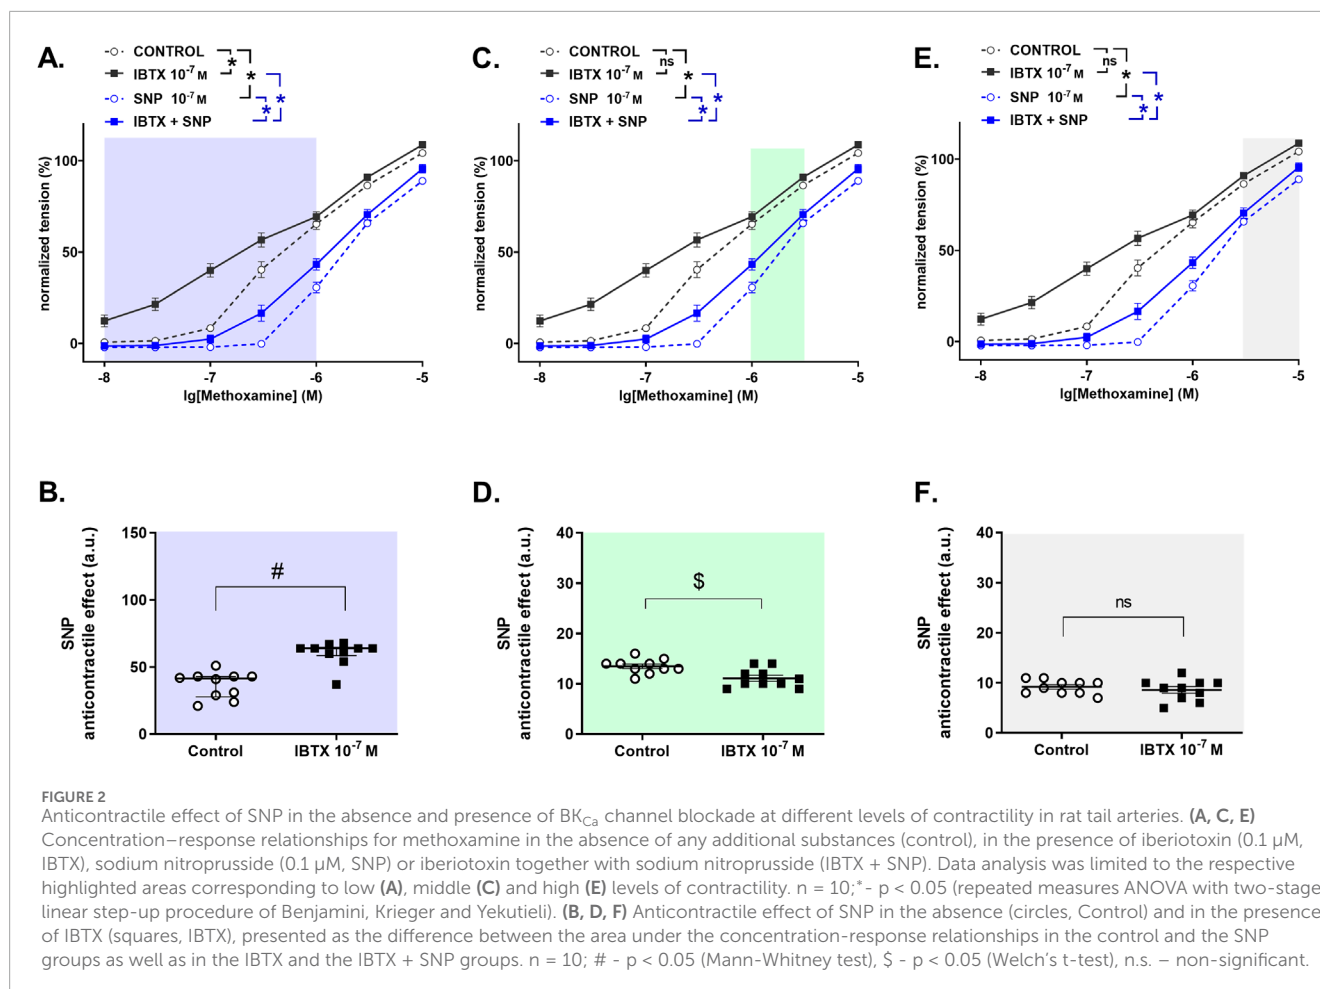 A.
CONTROL
IBTX 10⁻⁷ M
SNP 10⁻⁷ M
IBTX + SNP
*
*
*
*
normalized tension (%)
100
50
0
-8
-7
-6
-5
lg[Methoxamine] (M)
C.
CONTROL
IBTX 10⁻⁷ M
SNP 10⁻⁷ M
IBTX + SNP
ns
*
*
*
normalized tension (%)
100
50
0
-8
-7
-6
-5
lg[Methoxamine] (M)
E.
CONTROL
IBTX 10⁻⁷ M
SNP 10⁻⁷ M
IBTX + SNP
ns
*
*
*
normalized tension (%)
100
50
0
-8
-7
-6
-5
lg[Methoxamine] (M)
B.
SNP
anticontractile effect (a.u.)
150
100
50
0
#
Control
IBTX 10⁻⁷ M
D.
SNP
anticontractile effect (a.u.)
40
30
20
10
0
$
Control
IBTX 10⁻⁷ M
F.
SNP
anticontractile effect (a.u.)
40
30
20
10
0
ns
Control
IBTX 10⁻⁷ M
FIGURE 2
Anticontractile effect of SNP in the absence and presence of BK_Ca channel blockade at different levels of contractility in rat tail arteries. (A, C, E)
Concentration–response relationships for methoxamine in the absence of any additional substances (control), in the presence of iberiotoxin (0.1 µM,
IBTX), sodium nitroprusside (0.1 µM, SNP) or iberiotoxin together with sodium nitroprusside (IBTX + SNP). Data analysis was limited to the respective
highlighted areas corresponding to low (A), middle (C) and high (E) levels of contractility. n = 10;*- p < 0.05 (repeated measures ANOVA with two-stage
linear step-up procedure of Benjamini, Krieger and Yekutieli). (B, D, F) Anticontractile effect of SNP in the absence (circles, Control) and in the presence
of IBTX (squares, IBTX), presented as the difference between the area under the concentration-response relationships in the control and the SNP
groups as well as in the IBTX and the IBTX + SNP groups. n = 10; # - p < 0.05 (Mann-Whitney test), $ - p < 0.05 (Welch's t-test), n.s. – non-significant.